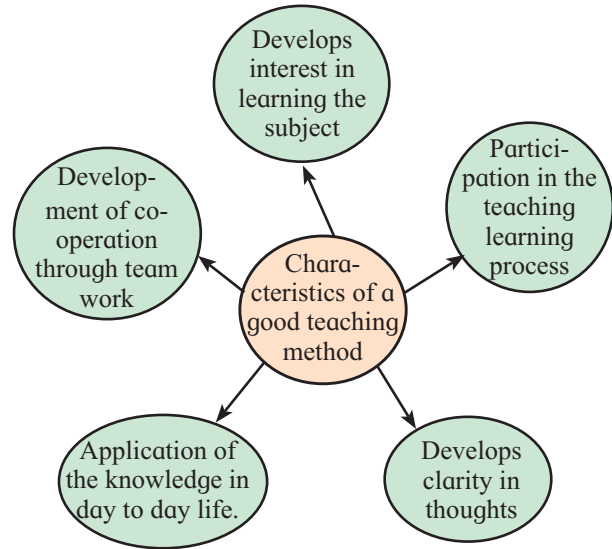 Develops
interest in
learning the
subject
Partici-
pation in the
teaching
learning
process
Develop-
ment of co-
operation
through team
work
Chara-
cteristics of a
good teaching
method
Application of
the knowledge in
day to day life.
Develops
clarity in
thoughts